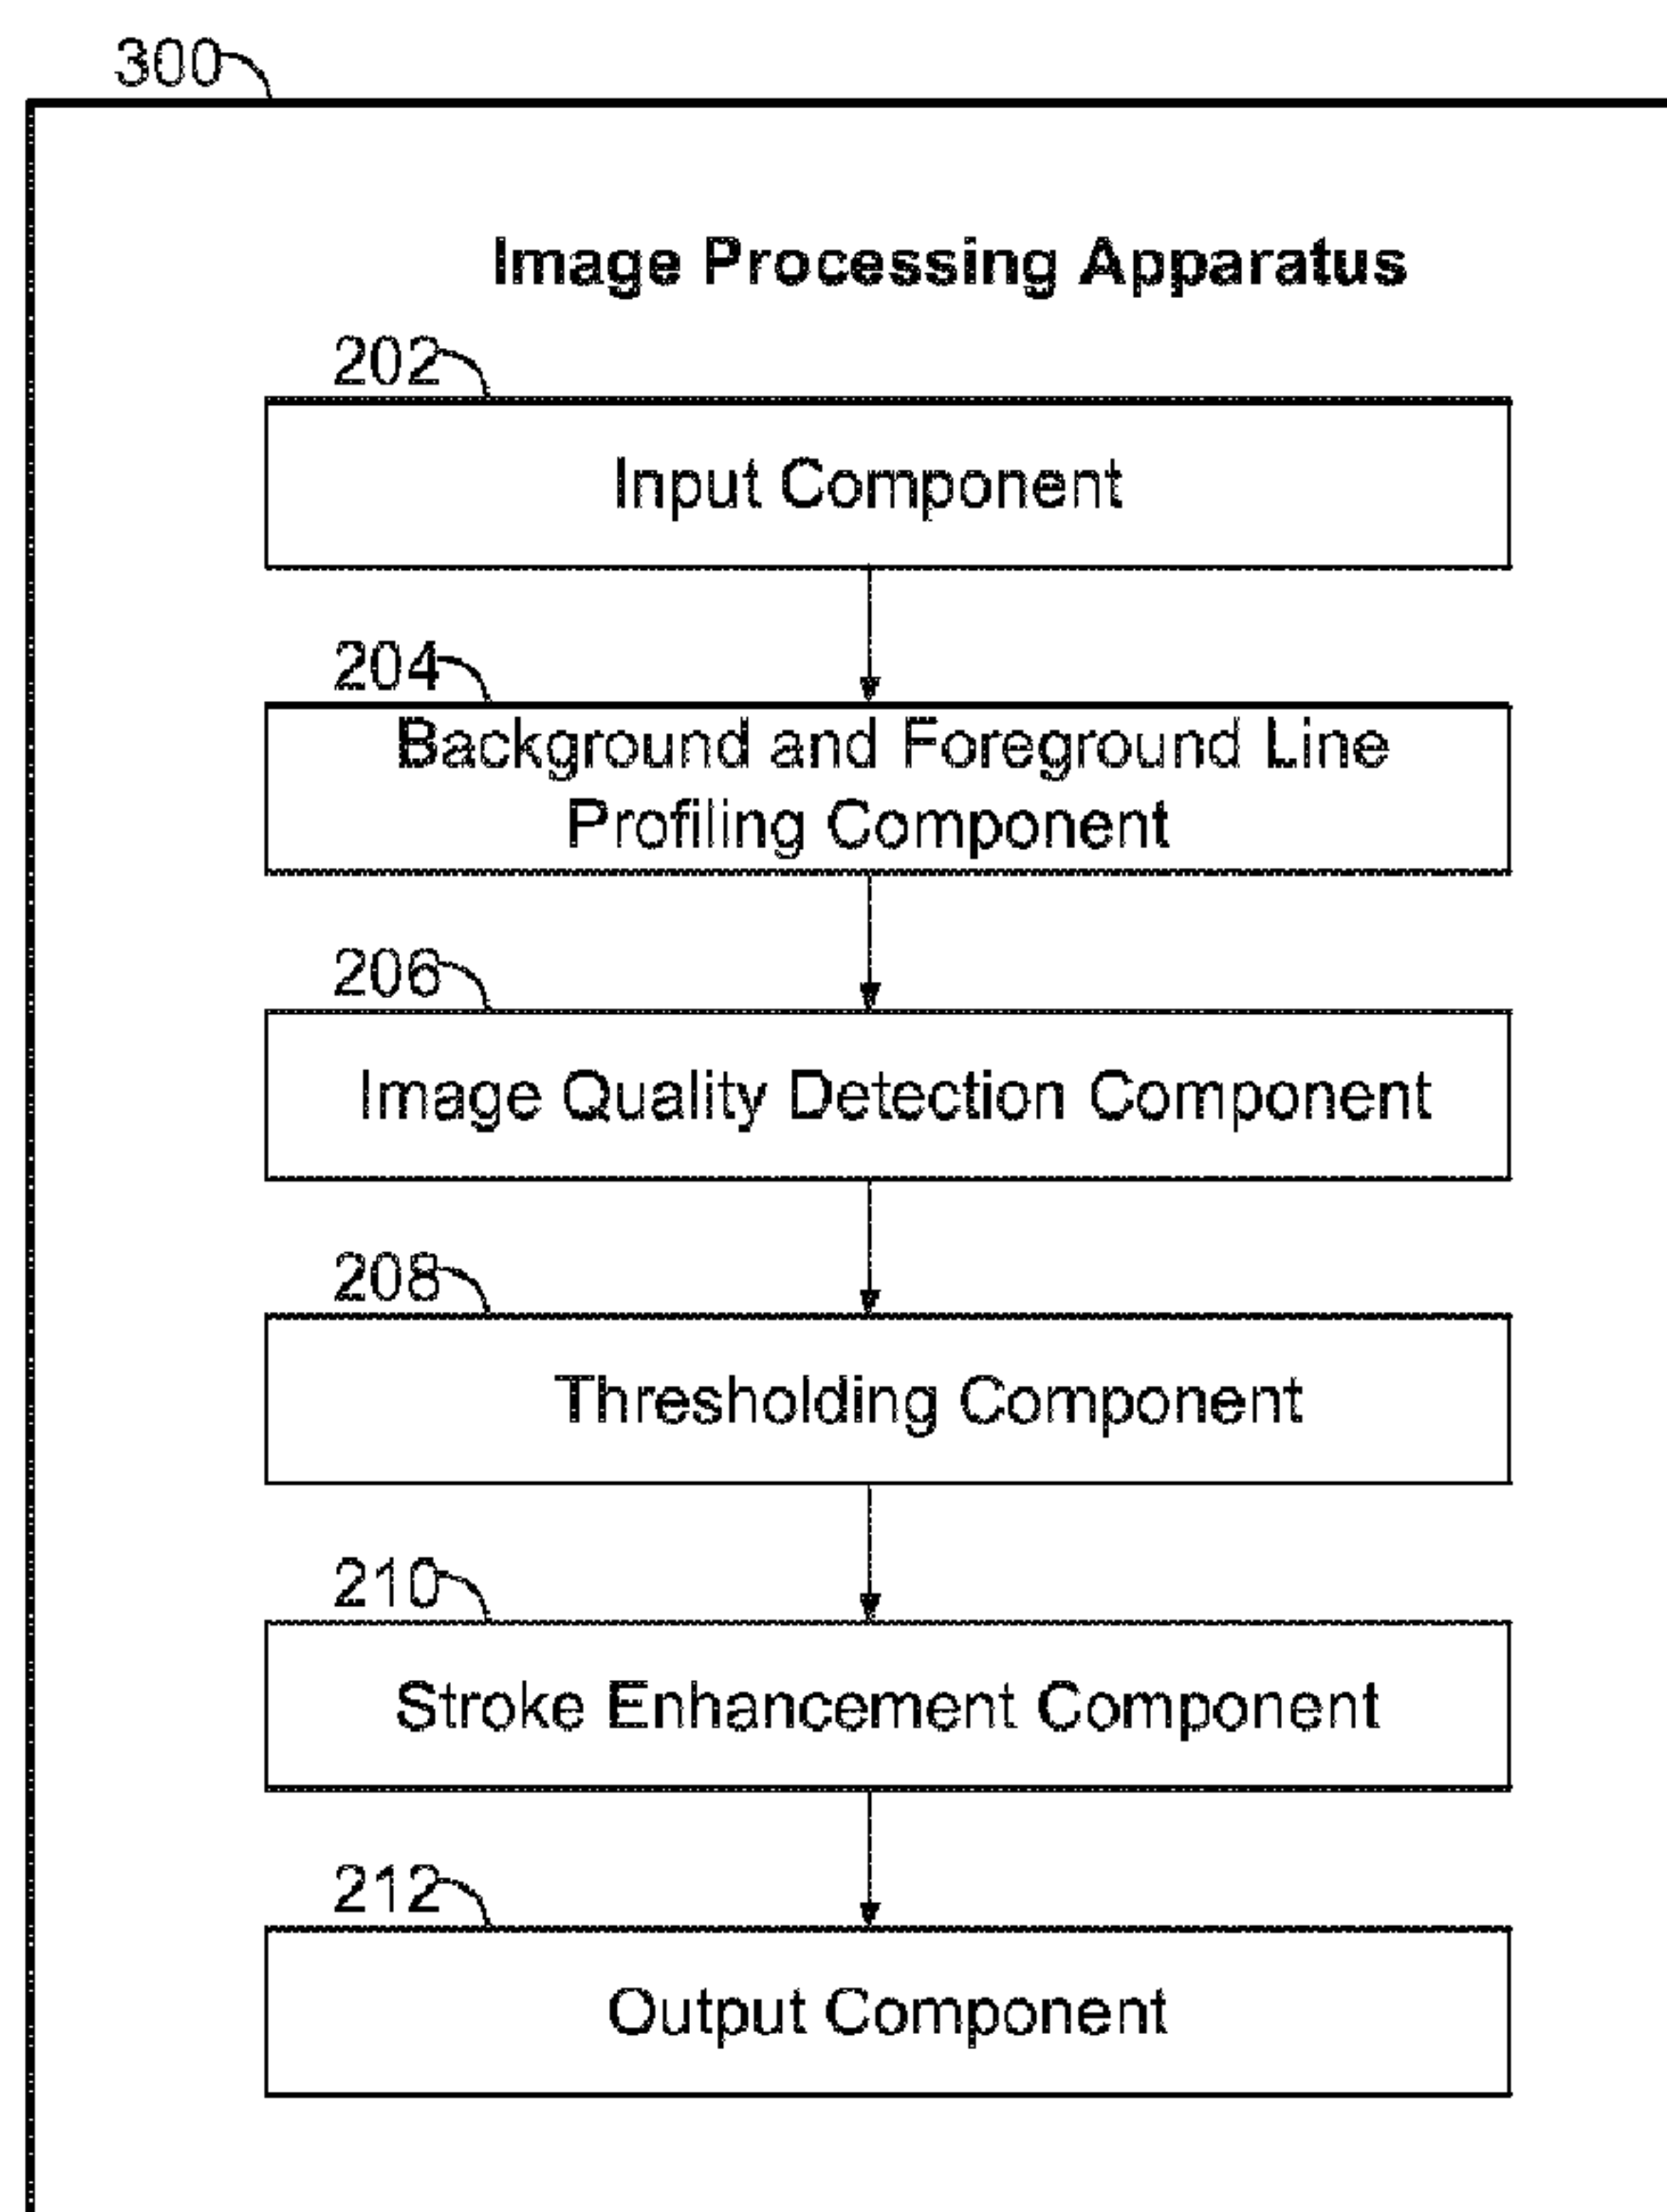 300
Image Processing Apparatus
202
Input Component
204
Background and Foreground Line
Profiling Component
206
Image Quality Detection Component
208
Thresholding Component
210
Stroke Enhancement Component
212
Output Component